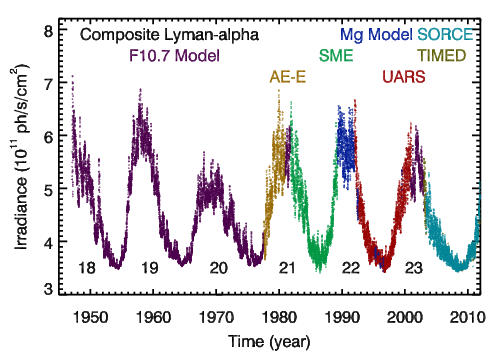 Composite Lyman-alpha Mg Model SORCE
F10.7 Model SME TIMED
AE-E UARS
8
7
6
5
4
3
Irradiance (10¹¹ ph/s/cm²)
18 19 20 21 22 23
1950 1960 1970 1980 1990 2000 2010
Time (year)